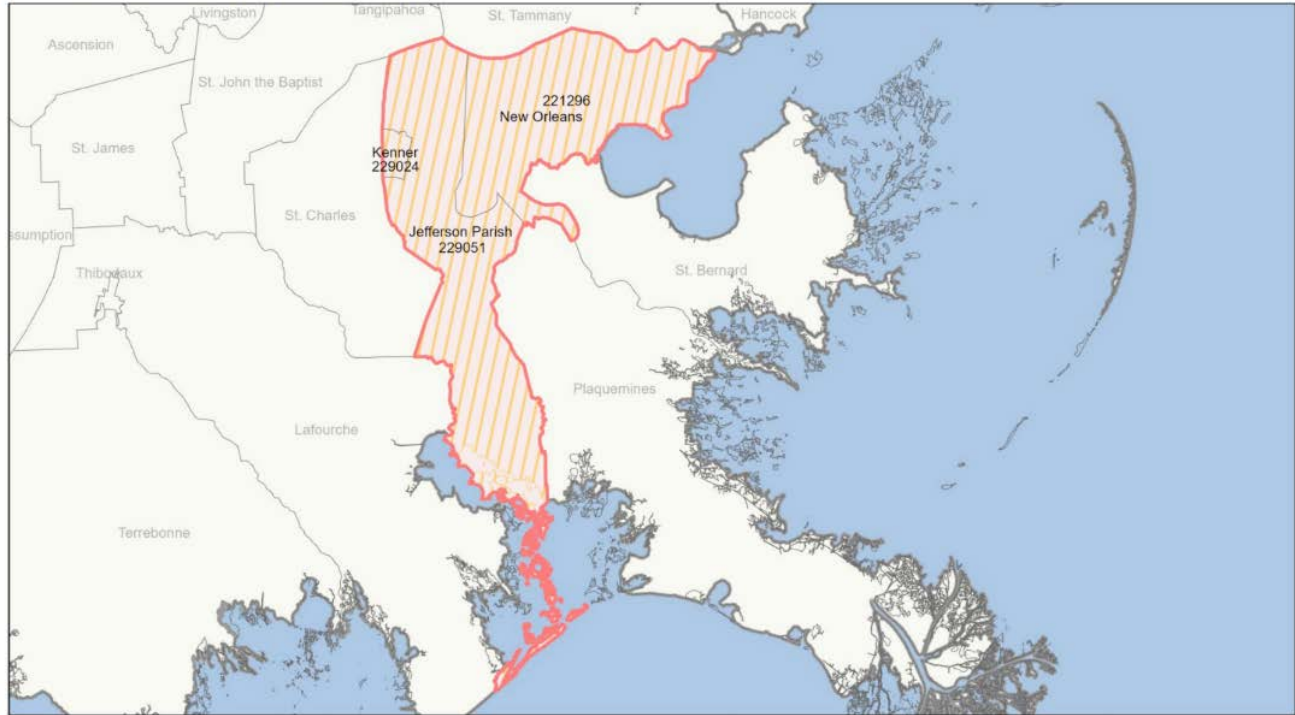 Livingston
Tangipahoa
St. Tammany
Hancock
Ascension
St. John the Baptist
221296
New Orleans
St. James
Kenner
229024
St. Charles
Jefferson Parish
229051
ssumption
Thibodaux
St. Bernard
Plaquemines
Lafourche
Terrebonne